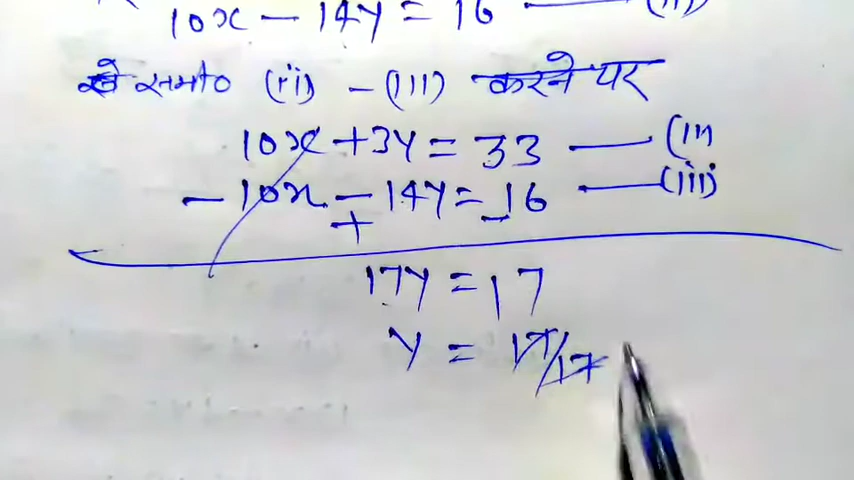 10x - 14y = 16 —— (iii)
से समी० (ii) - (iii) करने पर
10x + 3y = 33 —— (ii)
- 10x - 14y = 16 —— (iii)
+ -
17y = 17
y = 17/17